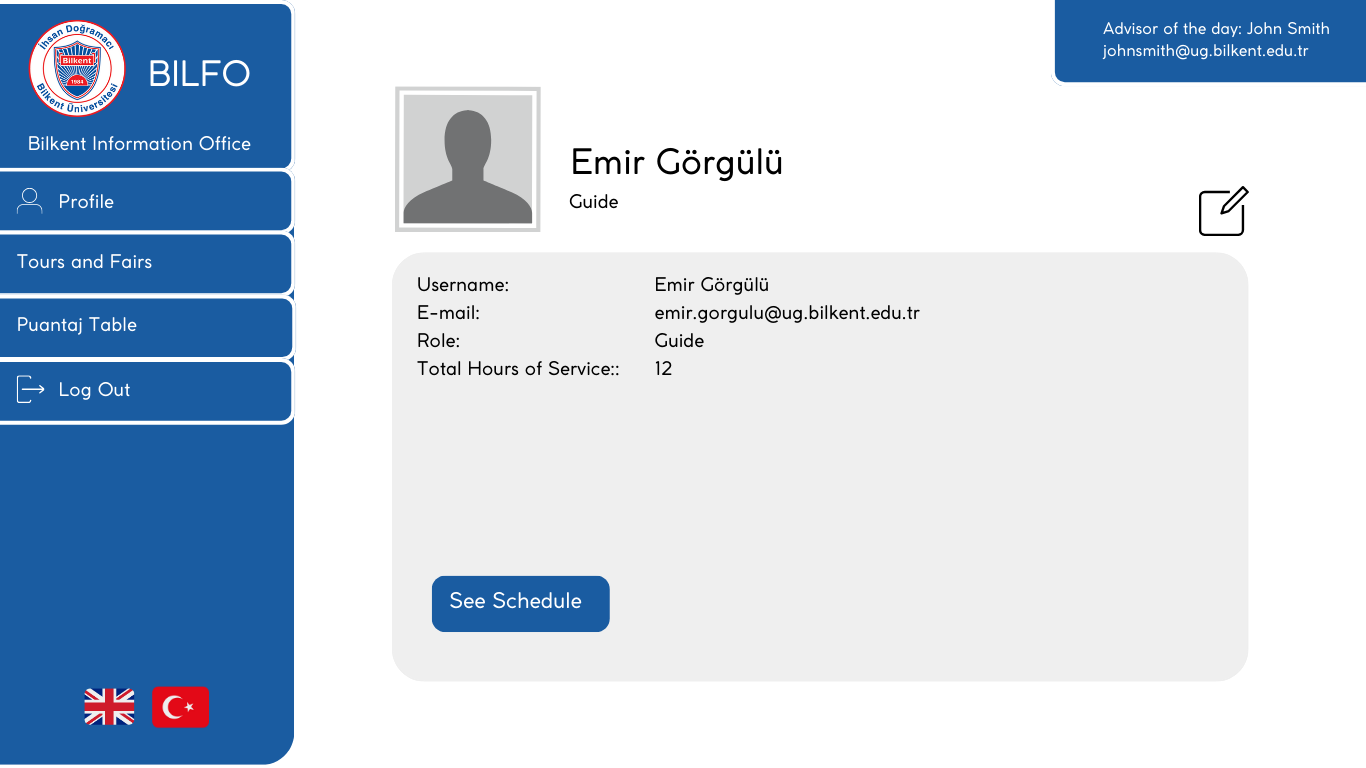 İhsan Doğramacı
Bilkent
1984
Bilkent Üniversitesi
BILFO
Bilkent Information Office
Profile
Tours and Fairs
Puantaj Table
Log Out
Advisor of the day: John Smith
johnsmith@ug.bilkent.edu.tr
Emir Görgülü
Guide
Username: Emir Görgülü
E-mail: emir.gorgulu@ug.bilkent.edu.tr
Role: Guide
Total Hours of Service:: 12
See Schedule